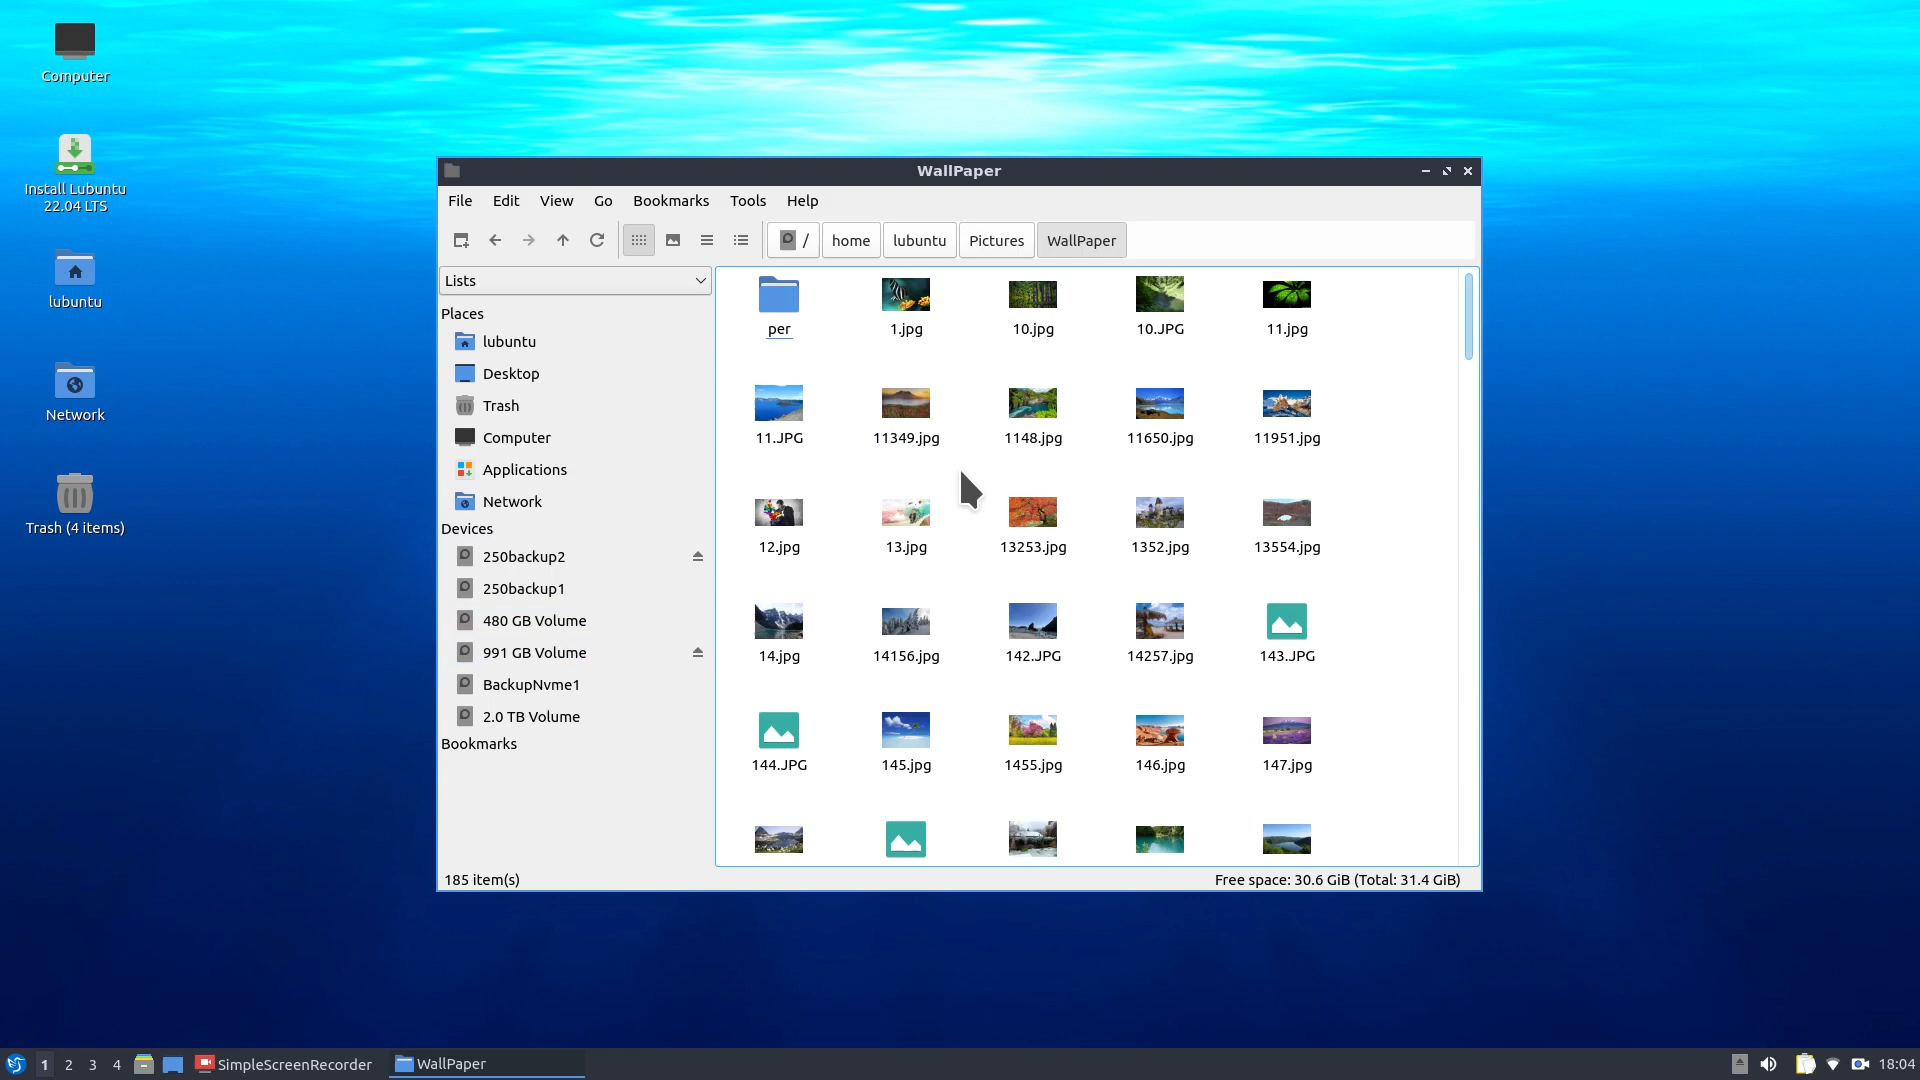 Computer
Install Lubuntu
22.04 LTS
lubuntu
Network
Trash (4 items)
WallPaper
File Edit View Go Bookmarks Tools Help
/ home lubuntu Pictures WallPaper
Lists
Places
lubuntu
Desktop
Trash
Computer
Applications
Network
Devices
250backup2
250backup1
480 GB Volume
991 GB Volume
BackupNvme1
2.0 TB Volume
Bookmarks
per 1.jpg 10.jpg 10.JPG 11.jpg
11.JPG 11349.jpg 1148.jpg 11650.jpg 11951.jpg
12.jpg 13.jpg 13253.jpg 1352.jpg 13554.jpg
14.jpg 14156.jpg 142.JPG 14257.jpg 143.JPG
144.JPG 145.jpg 1455.jpg 146.jpg 147.jpg
185 item(s) Free space: 30.6 GiB (Total: 31.4 GiB)
1 2 3 4 SimpleScreenRecorder WallPaper 18:04